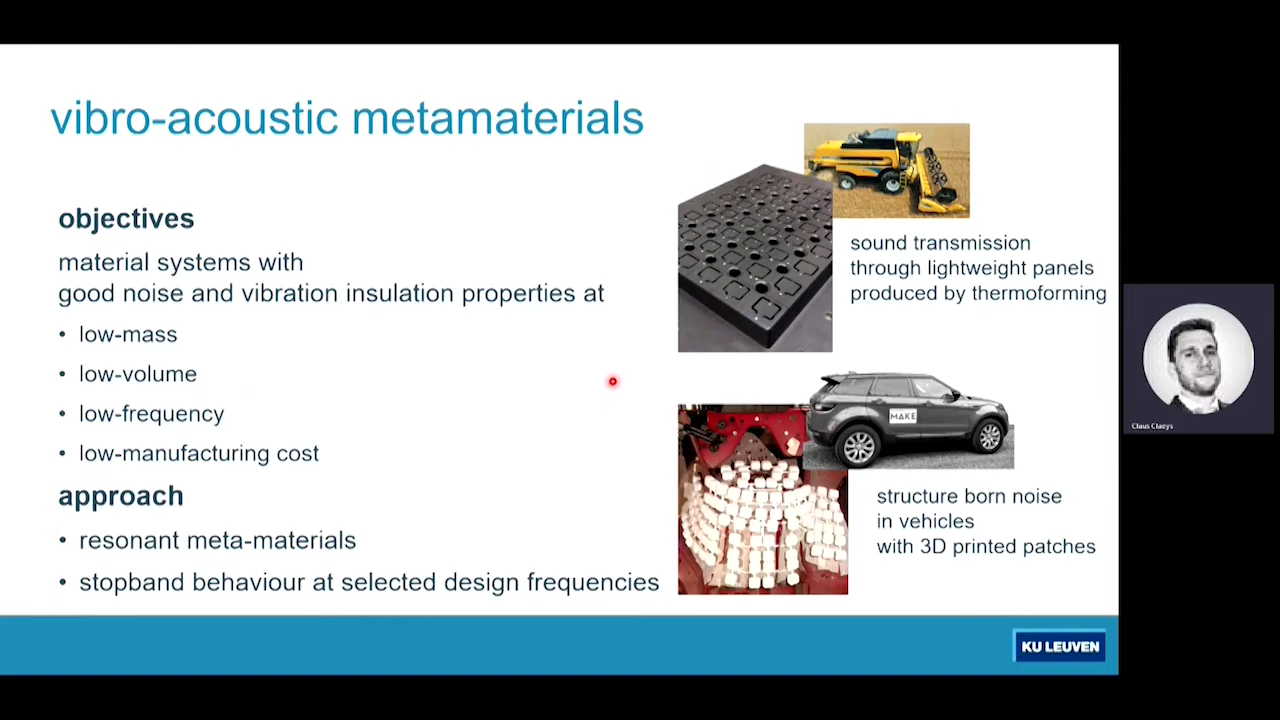 vibro-acoustic metamaterials
objectives
material systems with
good noise and vibration insulation properties at
• low-mass
• low-volume
• low-frequency
• low-manufacturing cost
approach
• resonant meta-materials
• stopband behaviour at selected design frequencies
sound transmission
through lightweight panels
produced by thermoforming
MAKE
structure born noise
in vehicles
with 3D printed patches
KU LEUVEN
Claus Claeys